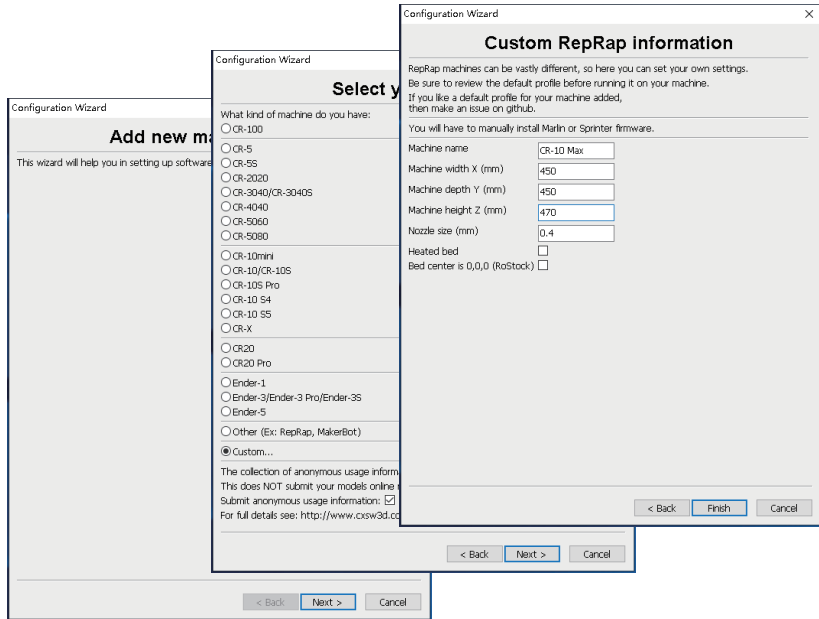 Configuration Wizard
Add new ma
This wizard will help you in setting up software
< Back
Next >
Cancel
Configuration Wizard
Select y
What kind of machine do you have:
CR-100
CR-5
CR-5S
CR-2020
CR-3040/CR-3040S
CR-4040
CR-5060
CR-5080
CR-10mini
CR-10/CR-10S
CR-10S Pro
CR-10 S4
CR-10 S5
CR-X
CR20
CR20 Pro
Ender-1
Ender-3/Ender-3 Pro/Ender-3S
Ender-5
Other (Ex: RepRap, MakerBot)
Custom...
The collection of anonymous usage inform
This does NOT submit your models online
Submit anonymous usage information:
For full details see: http://www.cxsw3d.co
< Back
Next >
Cancel
Configuration Wizard
Custom RepRap information
RepRap machines can be vastly different, so here you can set your own settings.
Be sure to review the default profile before running it on your machine.
If you like a default profile for your machine added,
then make an issue on github.
You will have to manually install Marlin or Sprinter firmware.
Machine name CR-10 Max
Machine width X (mm) 450
Machine depth Y (mm) 450
Machine height Z (mm) 470
Nozzle size (mm) 0.4
Heated bed
Bed center is 0,0,0 (RoStock)
< Back
Finish
Cancel